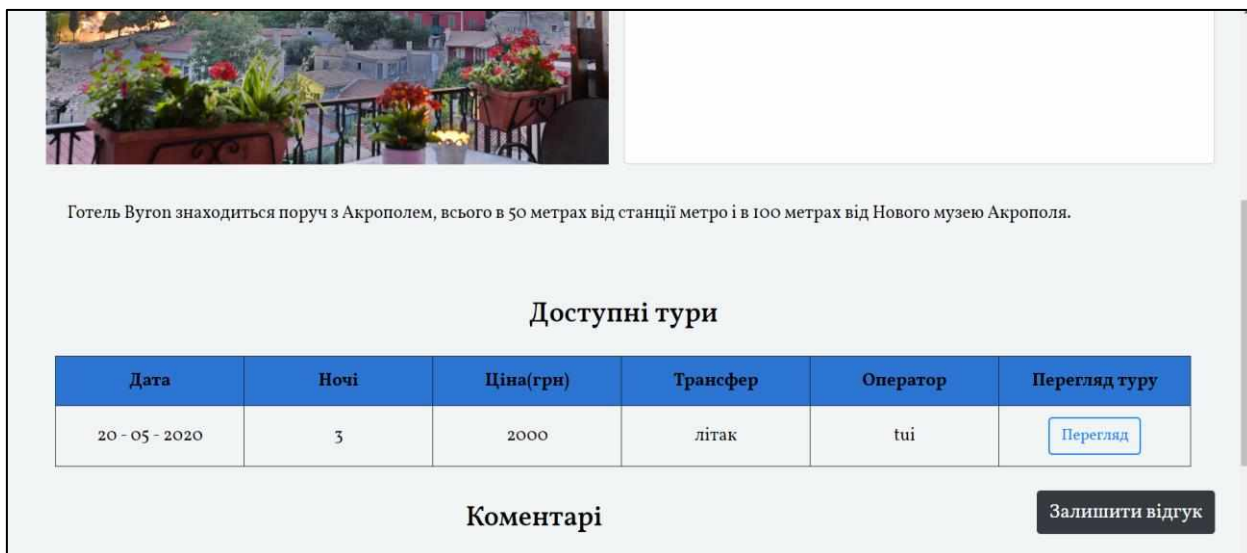 Готель Byron знаходиться поруч з Акрополем, всього в 50 метрах від станції метро і в 100 метрах від Нового музею Акрополя.
Доступні тури
Дата Ночі Ціна(грн) Трансфер Оператор Перегляд туру
20 - 05 - 2020 3 2000 літак tui Перегляд
Коментарі Залишити відгук